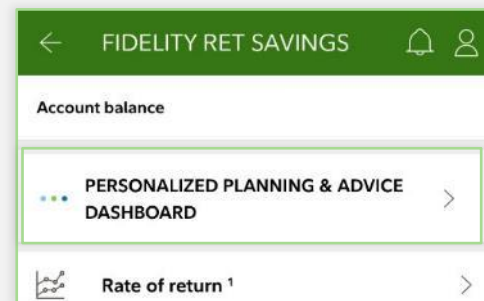 FIDELITY RET SAVINGS
Account balance
PERSONALIZED PLANNING & ADVICE
DASHBOARD
Rate of return ¹